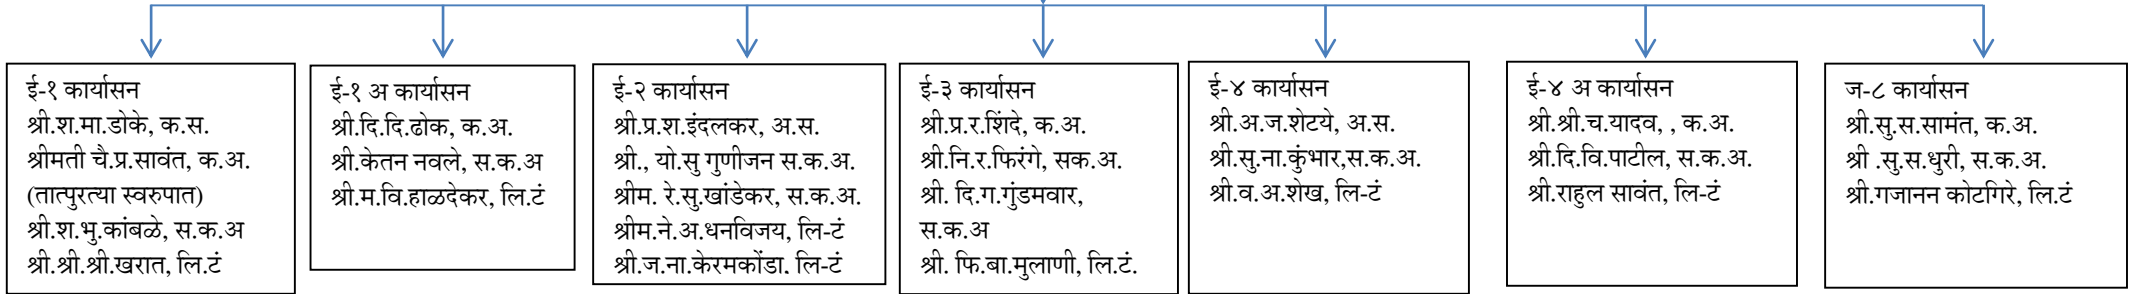 ई-१ कार्यासन
श्री.श.मा.डोके, क.स.
श्रीमती चै.प्र.सावंत, क.अ.
(तात्पुरत्या स्वरुपात)
श्री.श.भु.कांबळे, स.क.अ
श्री.श्री.श्री.खरात, लि.टं
ई-१ अ कार्यासन
श्री.दि.दि.ढोक, क.अ.
श्री.केतन नवले, स.क.अ
श्री.म.वि.हाळदेकर, लि.टं
ई-२ कार्यासन
श्री.प्र.श.इंदलकर, अ.स.
श्री., यो.सु गुणीजन स.क.अ.
श्रीम. रे.सु.खांडेकर, स.क.अ.
श्रीम.ने.अ.धनविजय, लि-टं
श्री.ज.ना.केरमकोंडा, लि-टं
ई-३ कार्यासन
श्री.प्र.र.शिंदे, क.अ.
श्री.नि.र.फिरंगे, सक.अ.
श्री. दि.ग.गुंडमवार,
स.क.अ
श्री. फि.बा.मुलाणी, लि.टं.
ई-४ कार्यासन
श्री.अ.ज.शेटये, अ.स.
श्री.सु.ना.कुंभार,स.क.अ.
श्री.व.अ.शेख, लि-टं
ई-४ अ कार्यासन
श्री.श्री.च.यादव, , क.अ.
श्री.दि.वि.पाटील, स.क.अ.
श्री.राहुल सावंत, लि-टं
ज-८ कार्यासन
श्री.सु.स.सामंत, क.अ.
श्री .सु.स.धुरी, स.क.अ.
श्री.गजानन कोटगिरे, लि.टं